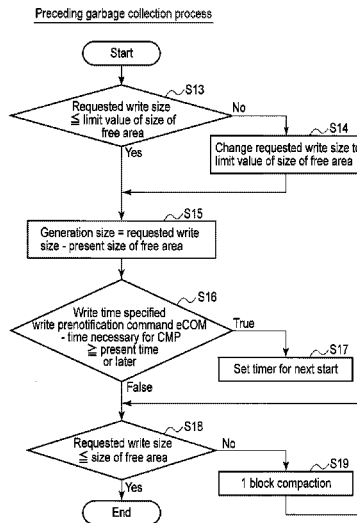 Preceding garbage collection process
Start
S13
Requested write size
≦ limit value of size of
free area
No
S14
Change requested write size to
limit value of size of free area
Yes
S15
Generation size = requested write
size - present size of free area
S16
Write time specified
write prenotification command eCOM
- time necessary for CMP
≧ present time
or later
True
S17
Set timer for next start
False
S18
Requested write size
≦ size of free area
No
S19
1 block compaction
Yes
End